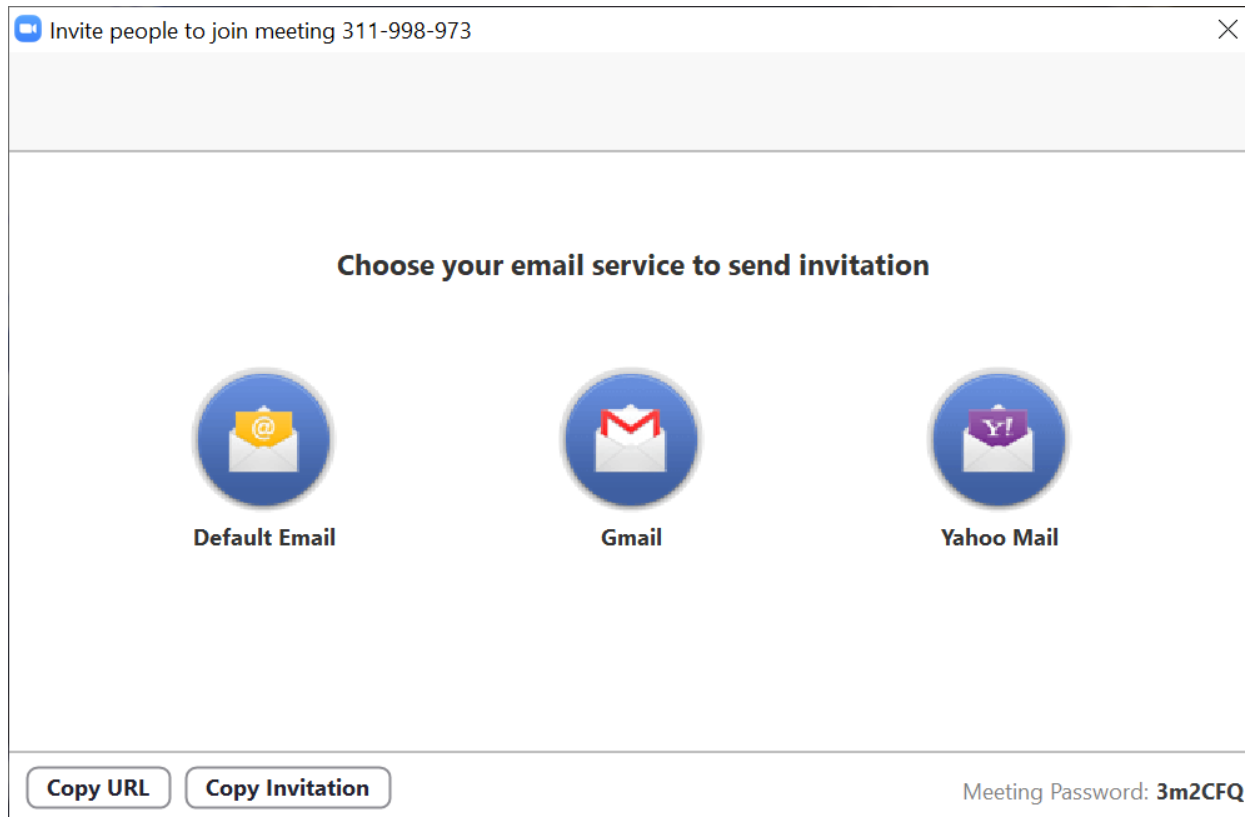 Invite people to join meeting 311-998-973
Choose your email service to send invitation
@
Y!
Default Email
Gmail
Yahoo Mail
Copy URL
Copy Invitation
Meeting Password: 3m2CFQ